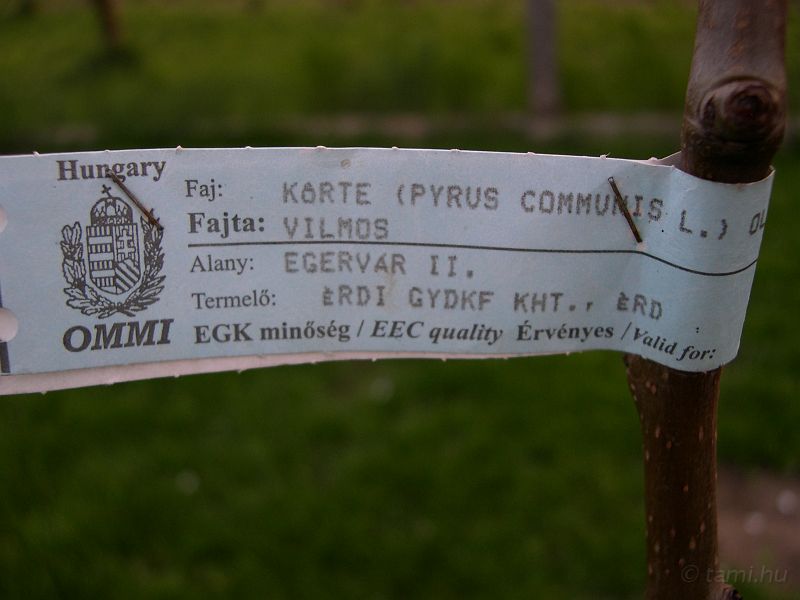 Hungary
OMMI
Faj: KÖRTE (PYRUS COMMUNIS L.) OL
Fajta: VILMOS
Alany: EGERVÁR II.
Termelő: ÉRDI GYDKF KHT., ÉRD
EGK minőség / EEC quality Érvényes / Valid for:
© tami.hu